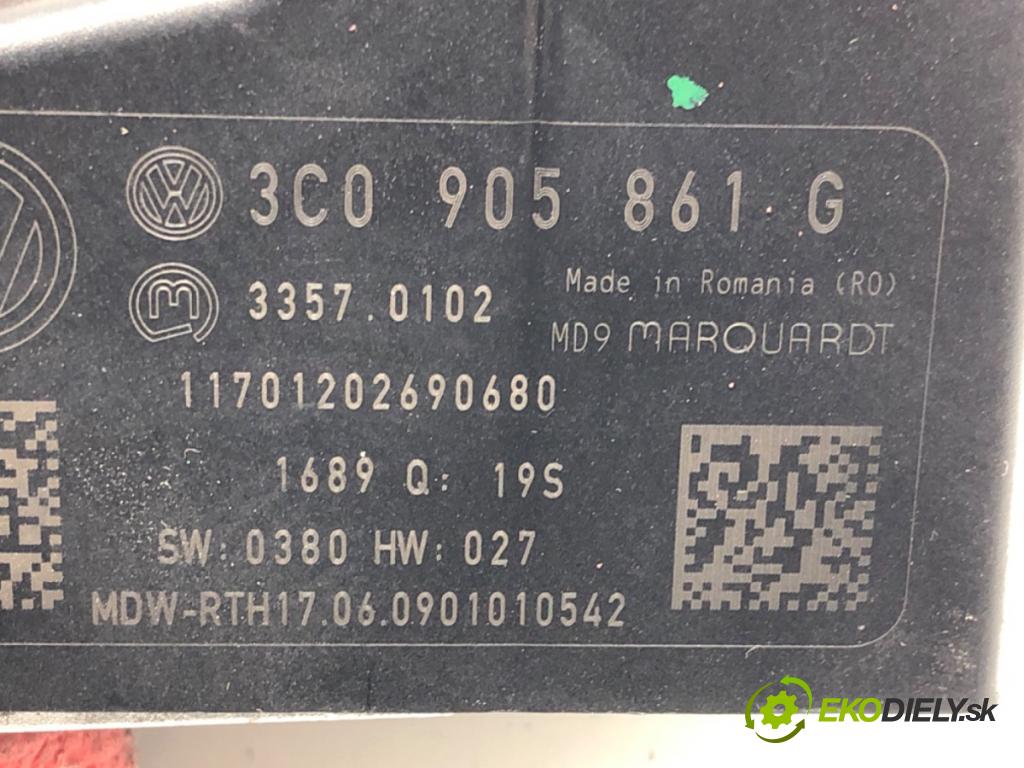 3C0 905 861 G
3357.0102
Made in Romania (RO)
MD9 MARQUARDT
11701202690680
1689 Q: 19S
SW: 0380 HW: 027
MDW-RTH17.06.0901010542
EKODIELY.sk